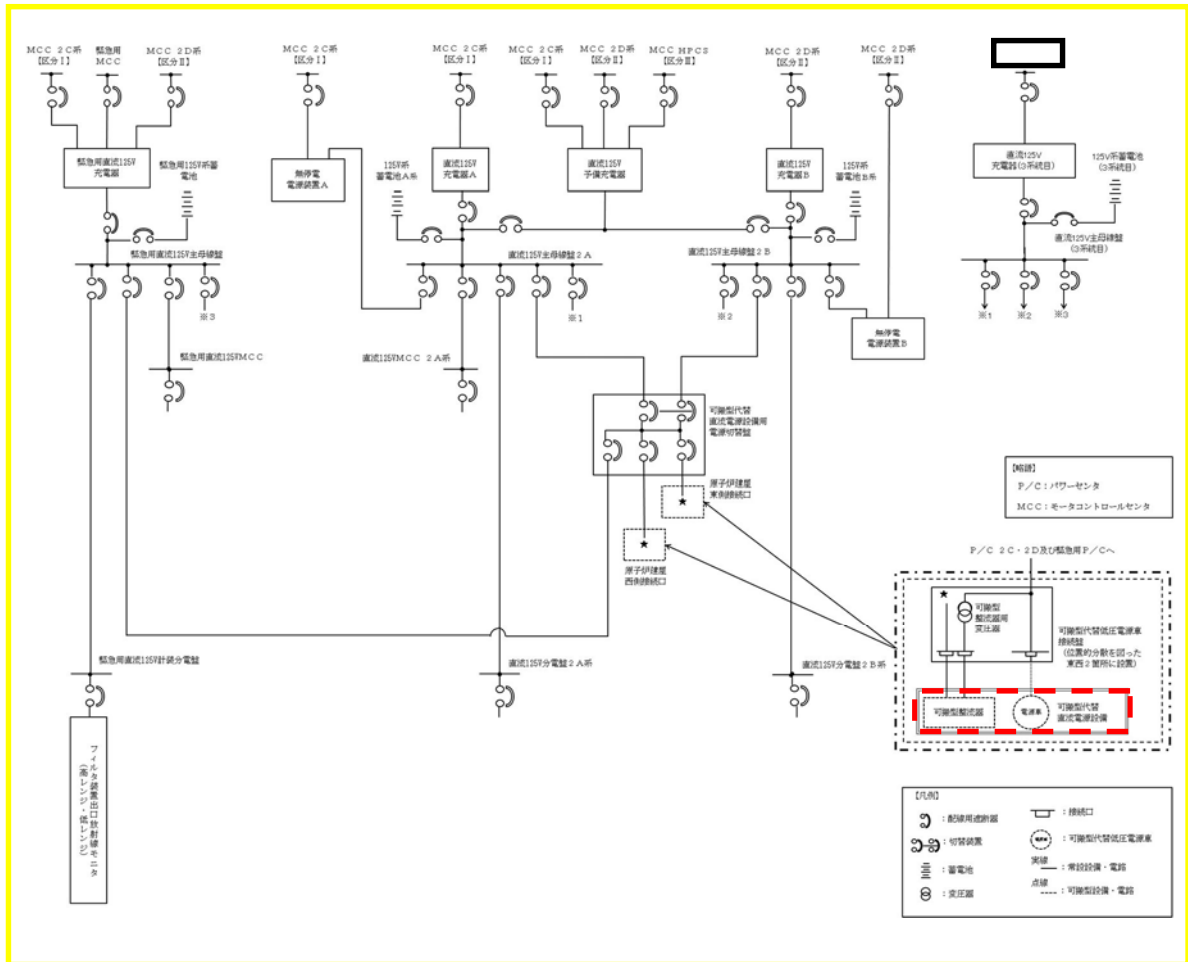 MCC 2C系
【区分Ⅰ】
緊急用
MCC
MCC 2D系
【区分Ⅱ】
MCC 2C系
【区分Ⅰ】
MCC 2C系
【区分Ⅰ】
MCC 2C系
【区分Ⅰ】
MCC 2D系
【区分Ⅱ】
MCC HPCS
【区分Ⅲ】
MCC 2D系
【区分Ⅱ】
MCC 2D系
【区分Ⅱ】
緊急用直流125V
充電器
緊急用125V系蓄
電池
無停電
電源装置A
125V系
蓄電池A系
直流125V
充電器A
直流125V
予備充電器
直流125V
充電器B
125V系
蓄電池B系
直流125V
充電器(3系統目)
125V系蓄電池
(3系統目)
緊急用直流125V主母線盤
直流125V主母線盤2A
直流125V主母線盤2B
直流125V主母線盤
(3系統目)
※3
※1
※2
※1
※2
※3
無停電
電源装置B
緊急用直流125VMCC
直流125VMCC 2A系
可搬型代替
直流電源設備用
電源切替盤
原子炉建屋
東側接続口
★
★
原子炉建屋
西側接続口
【略語】
P/C:パワーセンタ
MCC:モータコントロールセンタ
P/C 2C・2D及び緊急用P/Cへ
★
可搬型
整流器用
変圧器
可搬型代替低圧電源車
接続盤
(位置的分散を図った
東西2箇所に設置)
可搬型整流器
電源車
可搬型代替
直流電源設備
緊急用直流125V計装分電盤
直流125V分電盤2A系
直流125V分電盤2B系
フィルタ装置出口放射線モニタ
(高レンジ・低レンジ)
【凡例】
:配線用遮断器
:切替装置
:蓄電池
:変圧器
:接続口
電源車
:可搬型代替低圧電源車
実線
:常設設備・電路
点線
:可搬型設備・電路